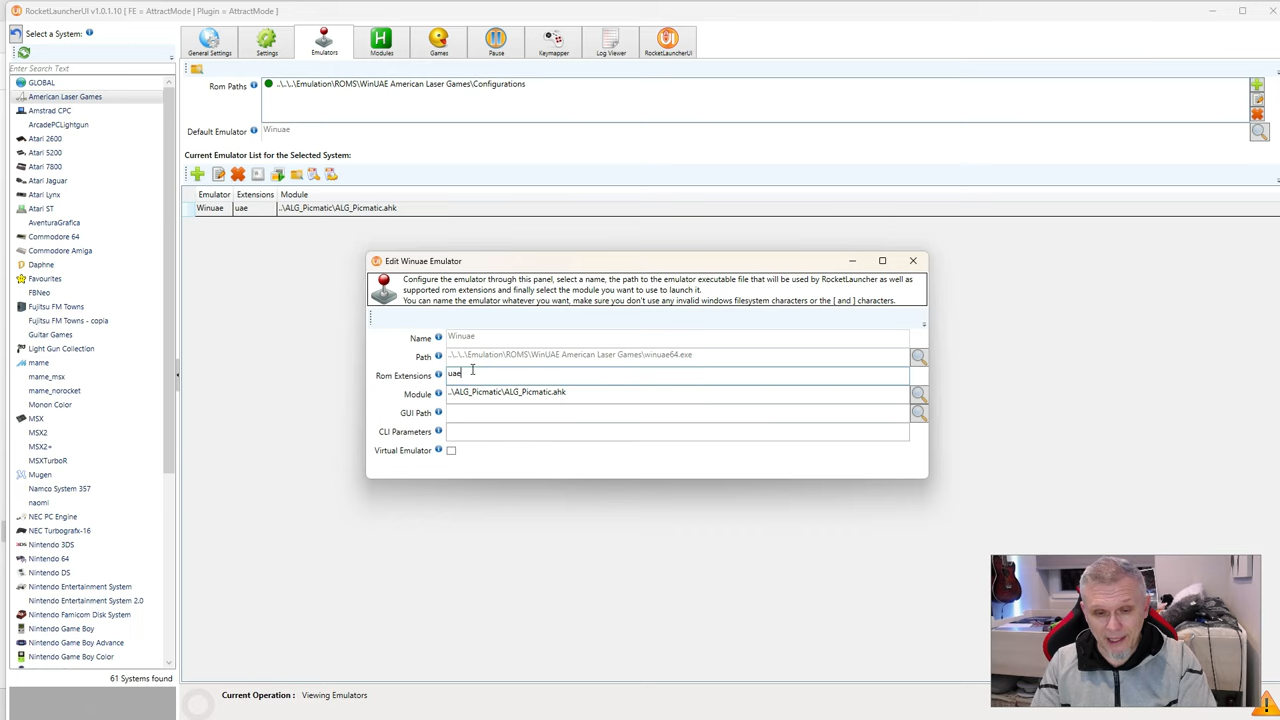 RocketLauncherUI v1.0.1.10 [ FE = AttractMode | Plugin = AttractMode ]
Select a System:
Enter Search Text
General Settings
Settings
Emulators
Modules
Games
Pause
Keymapper
Log Viewer
RocketLauncherUI
GLOBAL
American Laser Games
Amstrad CPC
ArcadePCLightgun
Atari 2600
Atari 5200
Atari 7800
Atari Jaguar
Atari Lynx
Atari ST
AventuraGrafica
Commodore 64
Commodore Amiga
Daphne
Favourites
FBNeo
Fujitsu FM Towns
Fujitsu FM Towns - copia
Guitar Games
Light Gun Collection
mame
mame_msx
mame_norocket
Monon Color
MSX
MSX2
MSX2+
MSXTurboR
Mugen
Namco System 357
naomi
NEC PC Engine
NEC Turbografx-16
Nintendo 3DS
Nintendo 64
Nintendo DS
Nintendo Entertainment System
Nintendo Entertainment System 2.0
Nintendo Famicom Disk System
Nintendo Game Boy
Nintendo Game Boy Advance
Nintendo Game Boy Color
61 Systems found
Rom Paths
..\..\..\Emulation\ROMS\WinUAE American Laser Games\Configurations
Default Emulator
Winuae
Current Emulator List for the Selected System:
Emulator Extensions Module
Winuae uae ..\ALG_Picmatic\ALG_Picmatic.ahk
Edit Winuae Emulator
Configure the emulator through this panel, select a name, the path to the emulator executable file that will be used by RocketLauncher as well as
supported rom extensions and finally select the module you want to use to launch it.
You can name the emulator whatever you want, make sure you don't use any invalid windows filesystem characters or the [ and ] characters.
Name Winuae
Path ..\..\..\Emulation\ROMS\WinUAE American Laser Games\winuae64.exe
Rom Extensions uae
Module ..\ALG_Picmatic\ALG_Picmatic.ahk
GUI Path
CLI Parameters
Virtual Emulator
Current Operation : Viewing Emulators